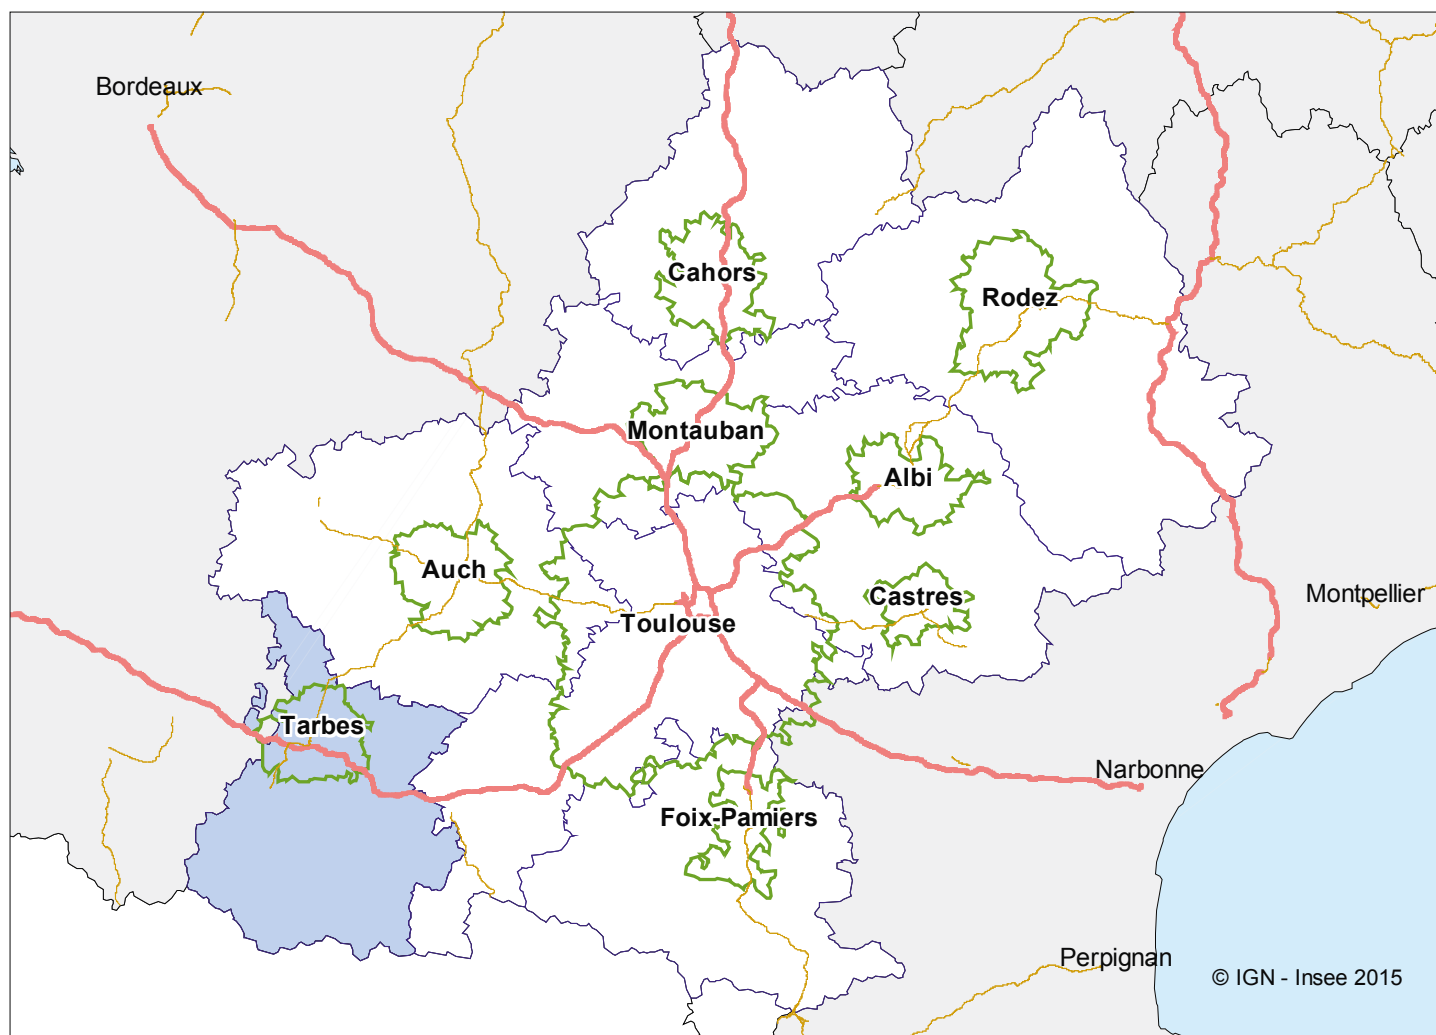 Bordeaux
Cahors
Rodez
Montauban
Albi
Auch
Castres
Montpellier
Toulouse
Tarbes
Narbonne
Foix-Pamiers
Perpignan
© IGN - Insee 2015